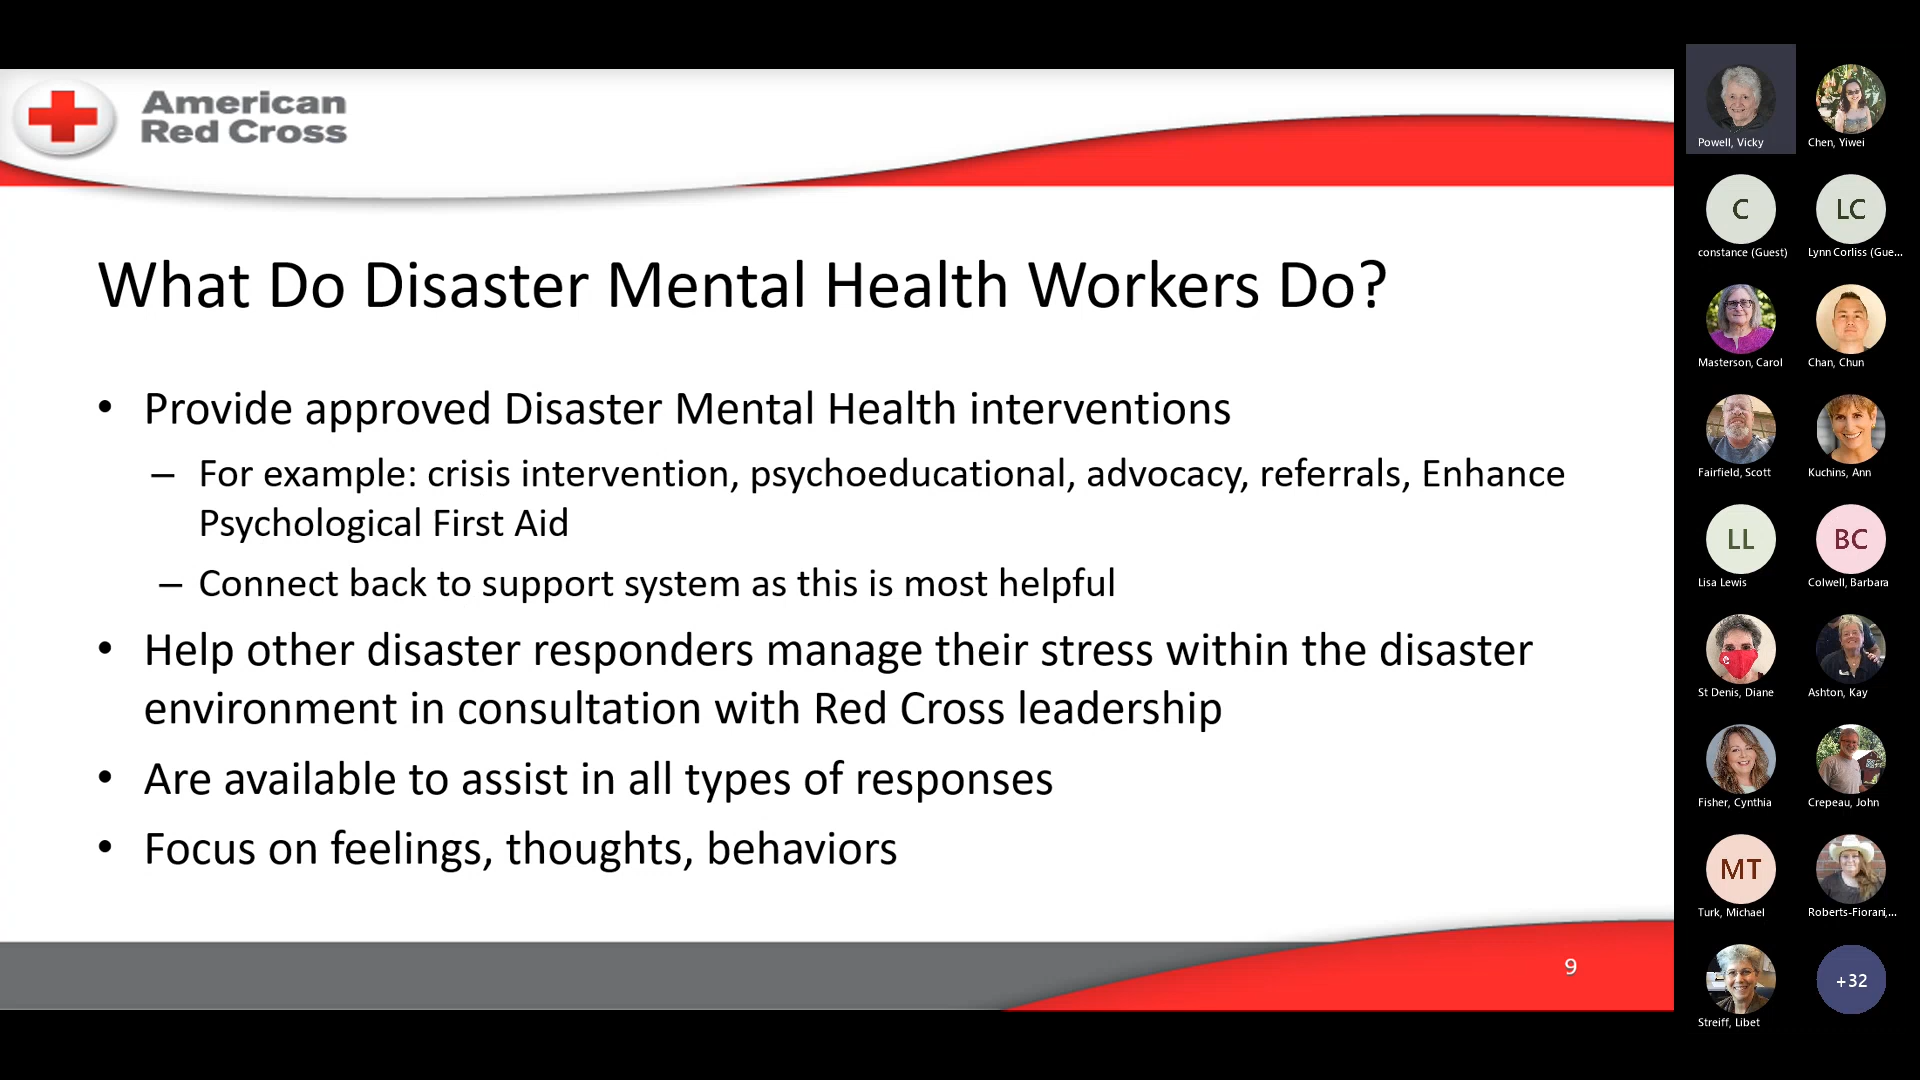 American
Red Cross
What Do Disaster Mental Health Workers Do?
• Provide approved Disaster Mental Health interventions
– For example: crisis intervention, psychoeducational, advocacy, referrals, Enhance
Psychological First Aid
– Connect back to support system as this is most helpful
• Help other disaster responders manage their stress within the disaster
environment in consultation with Red Cross leadership
• Are available to assist in all types of responses
• Focus on feelings, thoughts, behaviors
9
Powell, Vicky
Chen, Yiwei
C
constance (Guest)
LC
Lynn Corliss (Gue...
Masterson, Carol
Chan, Chun
Fairfield, Scott
Kuchins, Ann
LL
Lisa Lewis
BC
Colwell, Barbara
St Denis, Diane
Ashton, Kay
Fisher, Cynthia
Crepeau, John
MT
Turk, Michael
Roberts-Fiorani,...
Streiff, Libet
+32